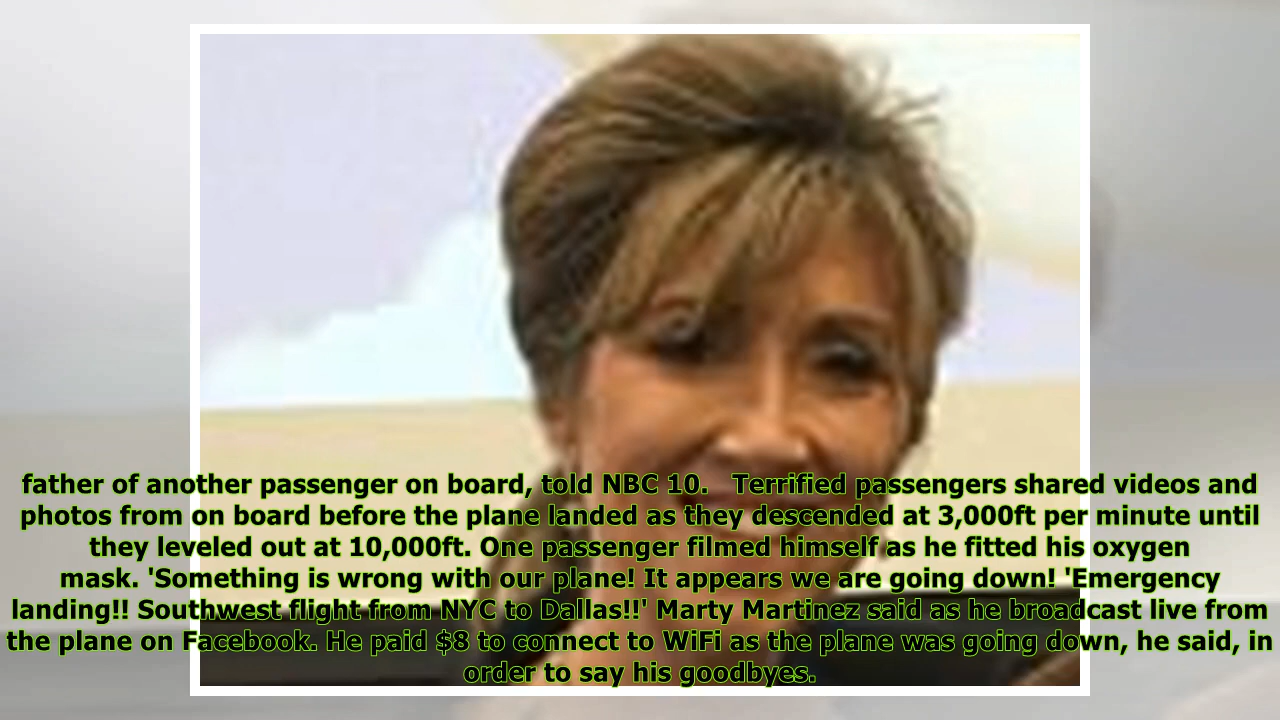 father of another passenger on board, told NBC 10.   Terrified passengers shared videos and
photos from on board before the plane landed as they descended at 3,000ft per minute until
they leveled out at 10,000ft. One passenger filmed himself as he fitted his oxygen
mask. 'Something is wrong with our plane! It appears we are going down! 'Emergency
landing!! Southwest flight from NYC to Dallas!!' Marty Martinez said as he broadcast live from
the plane on Facebook. He paid $8 to connect to WiFi as the plane was going down, he said, in
order to say his goodbyes.